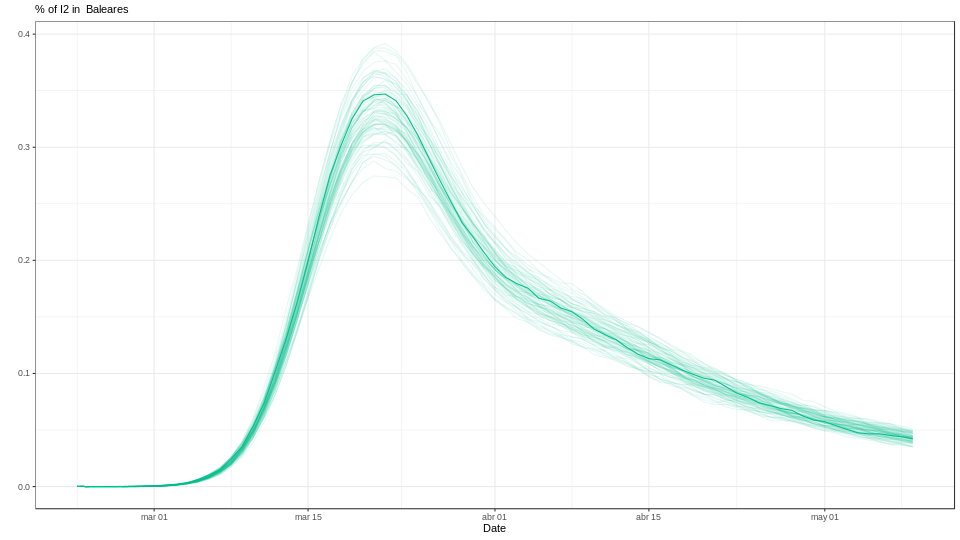 % of I2 in  Baleares
0.4
0.3
0.2
0.1
0.0
mar 01
mar 15
abr 01
abr 15
may 01
Date